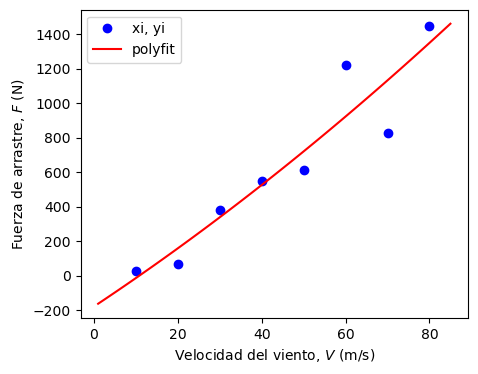 xi, yi
polyfit
Fuerza de arrastre, F (N)
1400
1200
1000
800
600
400
200
0
−200
0 20 40 60 80
Velocidad del viento, V (m/s)